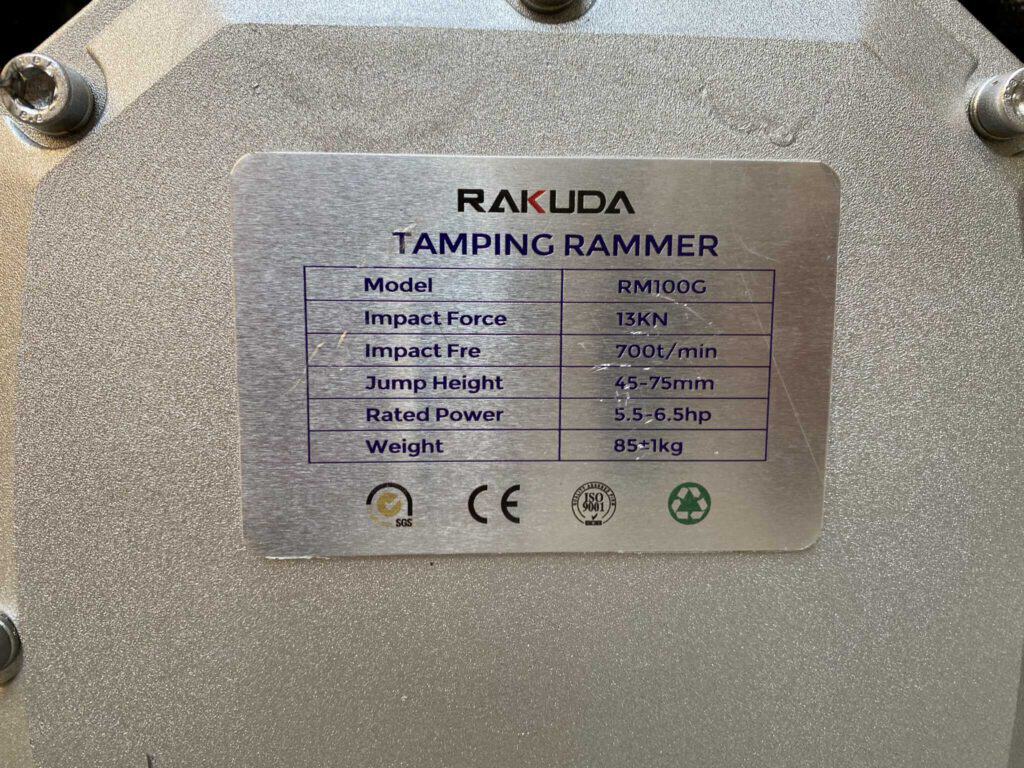 RAKUDA
TAMPING RAMMER
Model RM100G
Impact Force 13KN
Impact Fre 700t/min
Jump Height 45-75mm
Rated Power 5.5-6.5hp
Weight 85±1kg
SGS
CE
ISO
9001